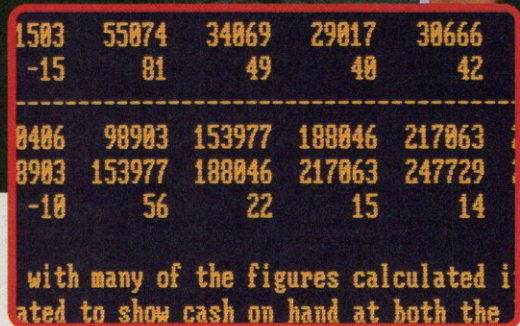 1503 55074 34069 29017 30666
-15 81 49 40 42
0406 98903 153977 188046 217063
8903 153977 188046 217063 247729
-10 56 22 15 14
with many of the figures calculated i
ated to show cash on hand at both the